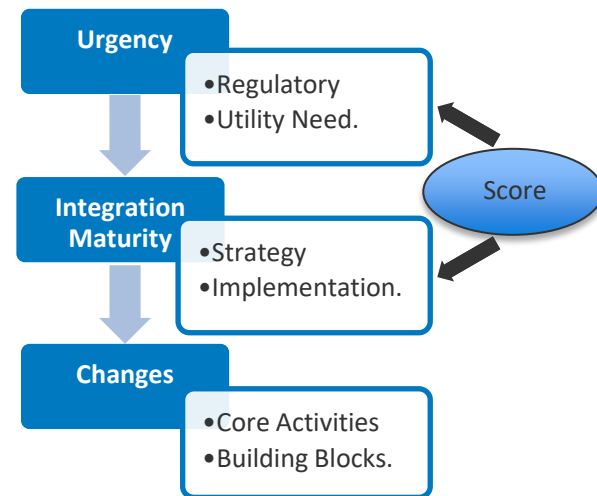 Urgency
•Regulatory
•Utility Need.
Score
Integration
Maturity
•Strategy
•Implementation.
Changes
•Core Activities
•Building Blocks.